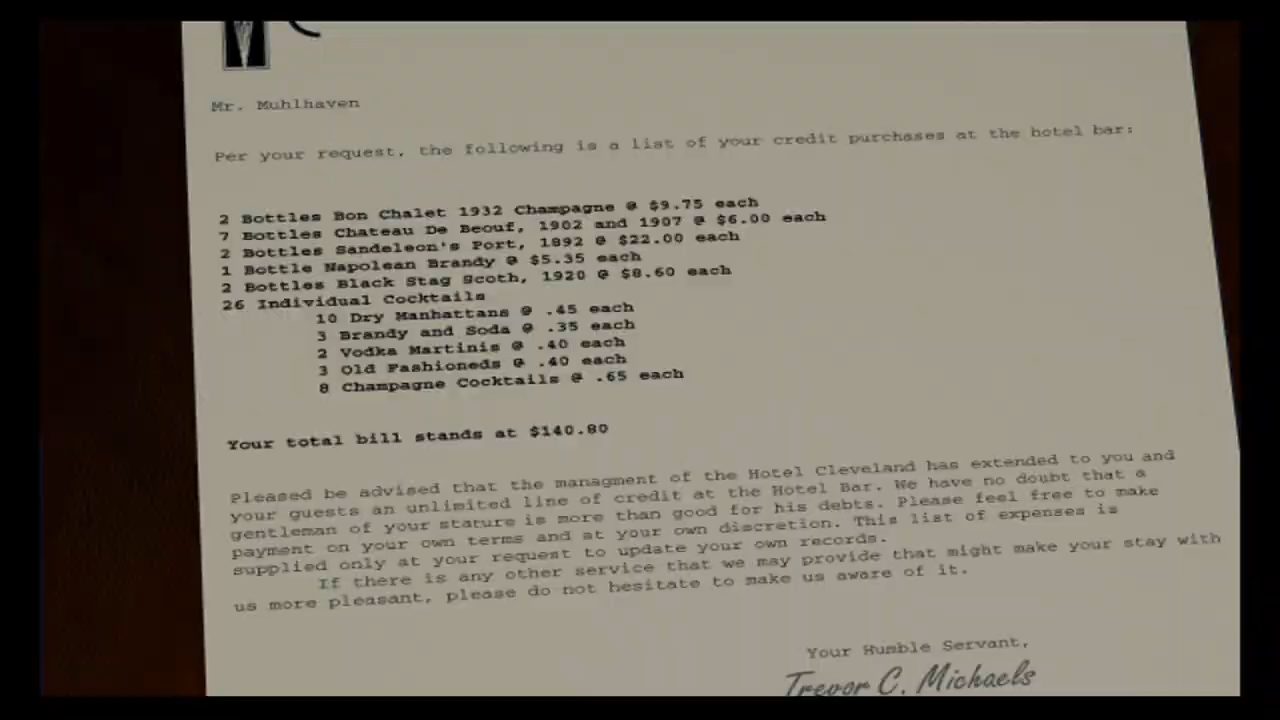 Mr. Muhlhaven
Per your request, the following is a list of your credit purchases at the hotel bar:
2 Bottles Bon Chalet 1932 Champagne @ $9.75 each
7 Bottles Chateau De Beouf, 1902 and 1907 @ $6.00 each
2 Bottles Sandeleon's Port, 1892 @ $22.00 each
1 Bottle Napolean Brandy @ $5.35 each
2 Bottles Black Stag Scoth, 1920 @ $8.60 each
26 Individual Cocktails
10 Dry Manhattans @ .45 each
3 Brandy and Soda @ .35 each
2 Vodka Martinis @ .40 each
3 Old Fashioneds @ .40 each
8 Champagne Cocktails @ .65 each
Your total bill stands at $140.80
Pleased be advised that the managment of the Hotel Cleveland has extended to you and
your guests an unlimited line of credit at the Hotel Bar. We have no doubt that a
gentleman of your stature is more than good for his debts. Please feel free to make
payment on your own terms and at your own discretion. This list of expenses is
supplied only at your request to update your own records.
If there is any other service that we may provide that might make your stay with
us more pleasant, please do not hesitate to make us aware of it.
Your Humble Servant,
Trevor C. Michaels